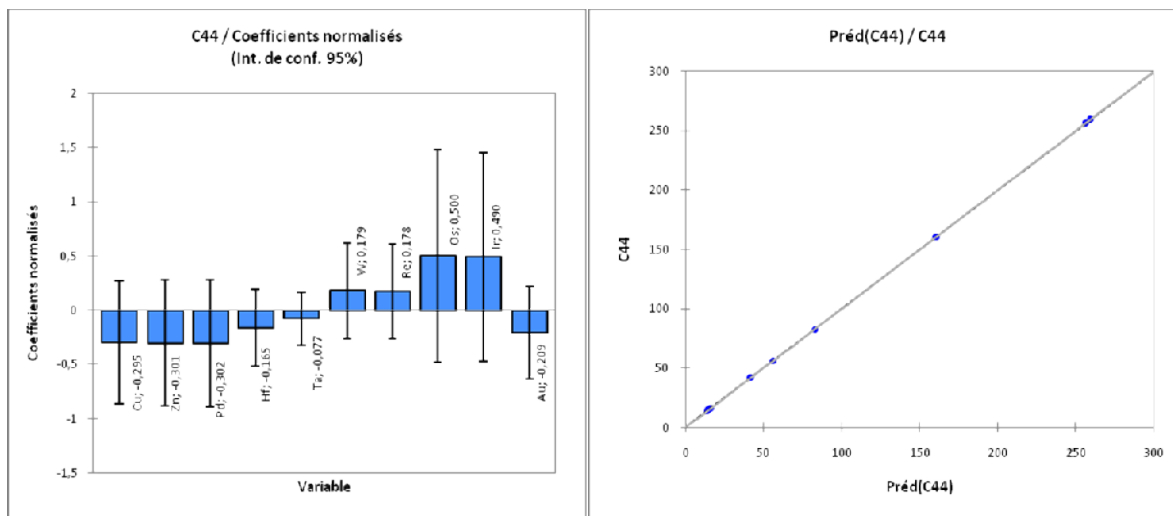 C44 / Coefficients normalisés
(Int. de conf. 95%)
Coefficients normalisés
2
1,5
1
0,5
0
-0,5
-1
-1,5
Cu; -0,295
Zn; -0,301
Pd; -0,302
Hf; -0,165
Ta; -0,077
W; 0,179
Re; 0,178
Os; 0,500
Ir; 0,490
Au; -0,209
Variable
Préd(C44) / C44
C44
300
250
200
150
100
50
0
0 50 100 150 200 250 300
Préd(C44)